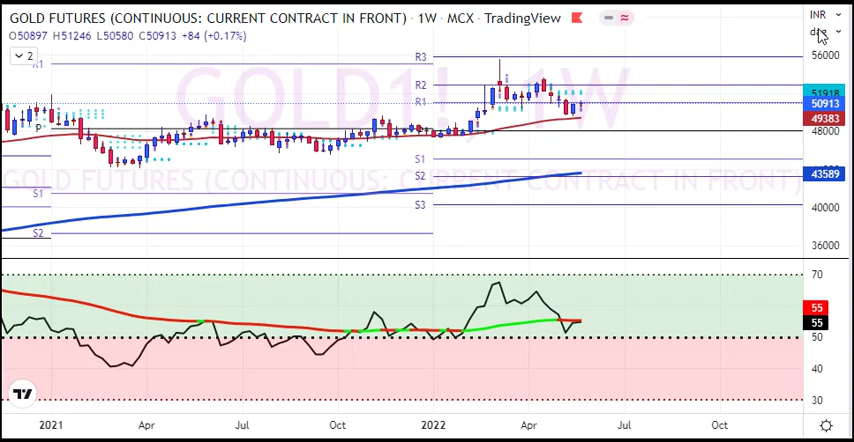 GOLD FUTURES (CONTINUOUS: CURRENT CONTRACT IN FRONT) · 1W · MCX · TradingView
INR
O50897 H51246 L50580 C50913 +84 (+0.17%)
2
GOLD1!, 1W
GOLD FUTURES (CONTINUOUS: CURRENT CONTRACT IN FRONT)
R1
P
S1
S2
R3
R2
R1
P
S1
S2
S3
56000
51918
50913
49383
48000
43589
40000
36000
70
55
55
50
40
30
2021 Apr Jul Oct 2022 Apr Jul Oct